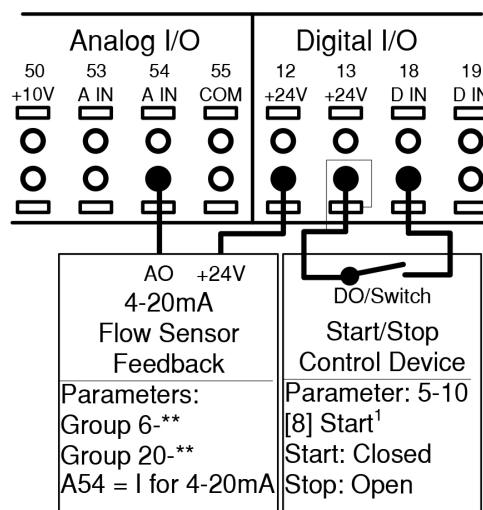 Analog I/O Digital I/O
50 53 54 55 12 13 18 19
+10V A IN A IN COM +24V +24V D IN D IN
AO +24V
4-20mA
Flow Sensor
Feedback
Parameters:
Group 6-**
Group 20-**
A54 = I for 4-20mA
DO/Switch
Start/Stop
Control Device
Parameter: 5-10
[8] Start¹
Start: Closed
Stop: Open